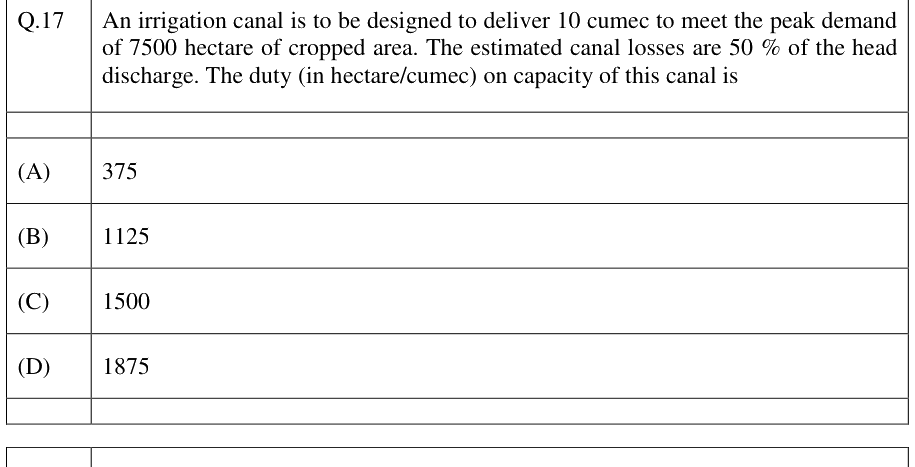 Q.17 An irrigation canal is to be designed to deliver 10 cumec to meet the peak demand
of 7500 hectare of cropped area. The estimated canal losses are 50 % of the head
discharge. The duty (in hectare/cumec) on capacity of this canal is
(A) 375
(B) 1125
(C) 1500
(D) 1875